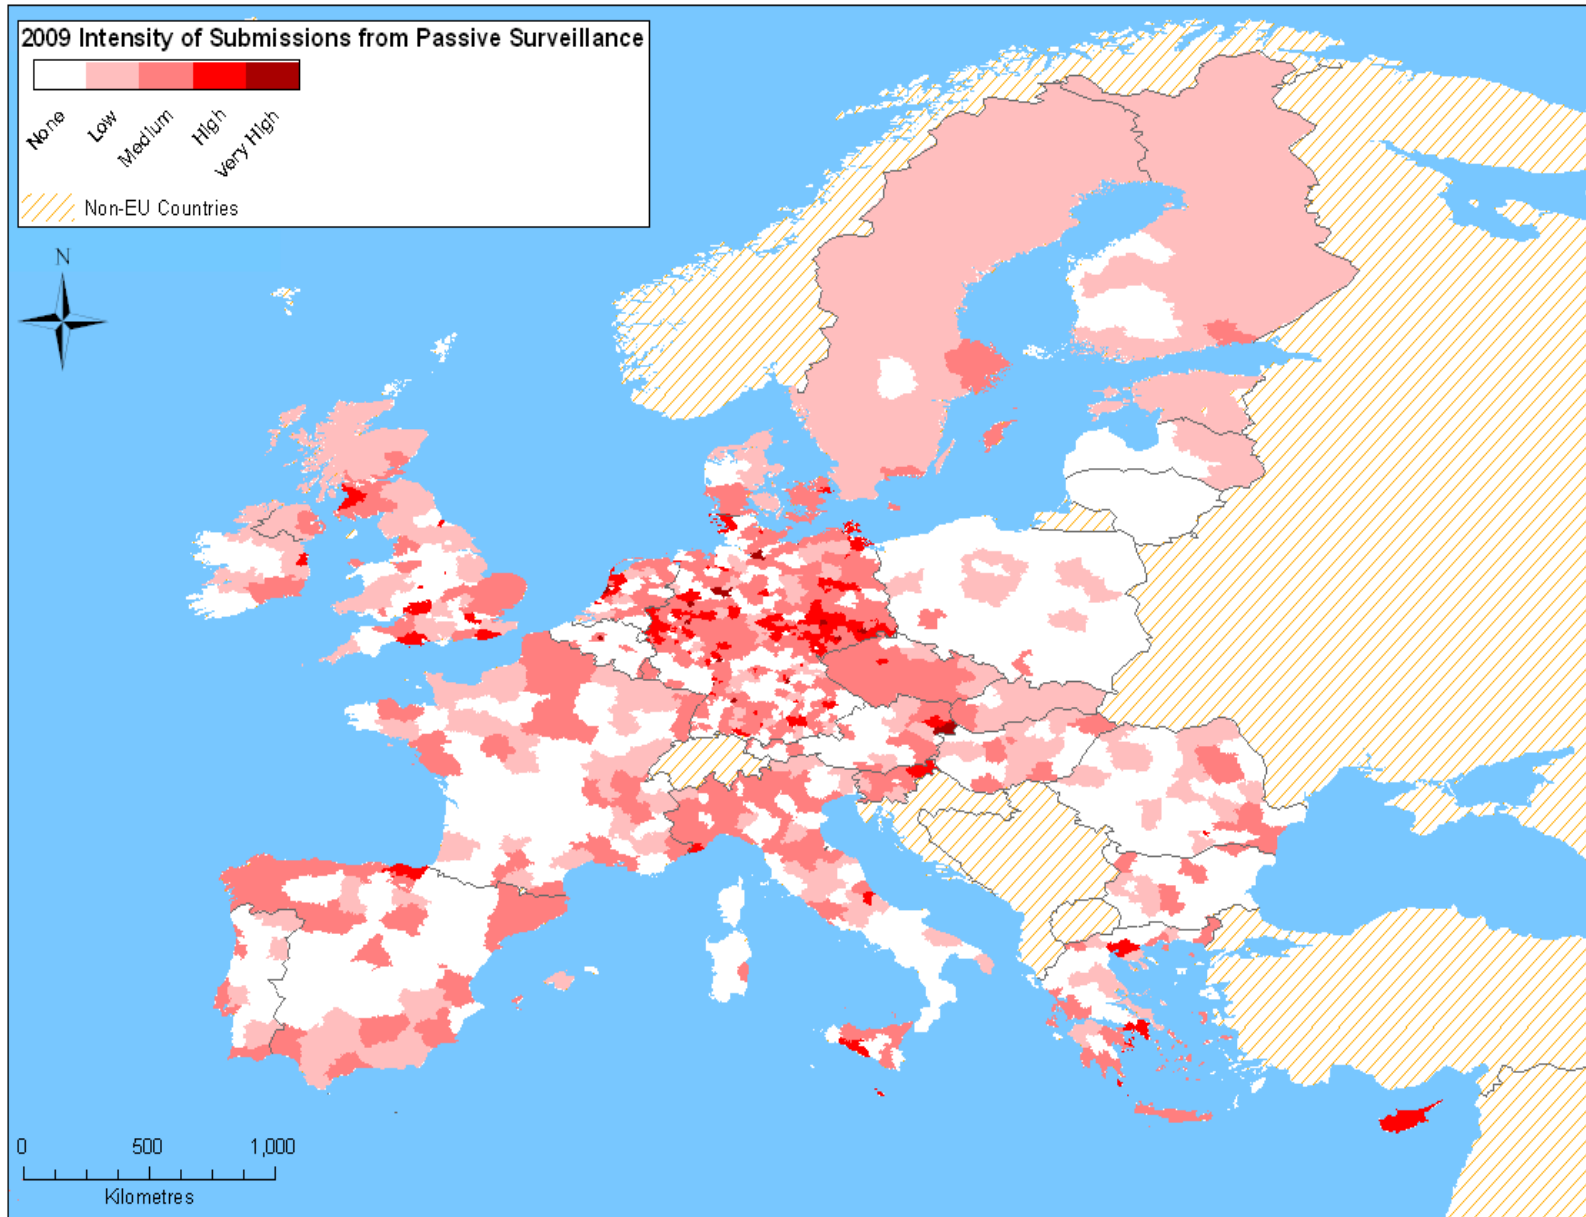 2009 Intensity of Submissions from Passive Surveillance
None
Low
Medium
High
Very High
Non-EU Countries
N
0 500 1,000
Kilometres